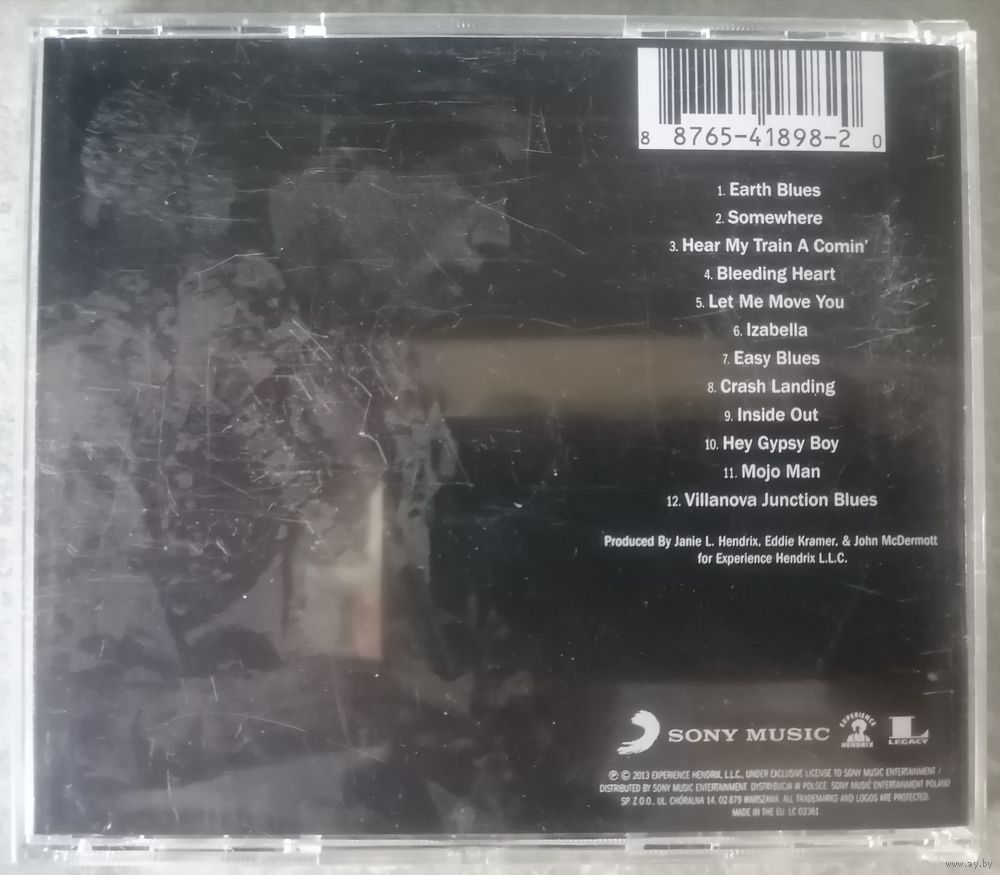 8 8765-41898-2 0
1. Earth Blues
2. Somewhere
3. Hear My Train A Comin'
4. Bleeding Heart
5. Let Me Move You
6. Izabella
7. Easy Blues
8. Crash Landing
9. Inside Out
10. Hey Gypsy Boy
11. Mojo Man
12. Villanova Junction Blues
Produced By Janie L. Hendrix, Eddie Kramer, & John McDermott
for Experience Hendrix L.L.C.
SONY MUSIC
EXPERIENCE
HENDRIX
L
LEGACY
℗ © 2013 EXPERIENCE HENDRIX, L.L.C., UNDER EXCLUSIVE LICENSE TO SONY MUSIC ENTERTAINMENT /
DISTRIBUTED BY SONY MUSIC ENTERTAINMENT. DYSTRYBUCJA W POLSCE. SONY MUSIC ENTERTAINMENT POLAND
SP. Z O.O., UL. CHÓRALNA 14, 02 879 WARSZAWA. ALL TRADEMARKS AND LOGOS ARE PROTECTED.
MADE IN THE EU LC 02361
www.ay.by